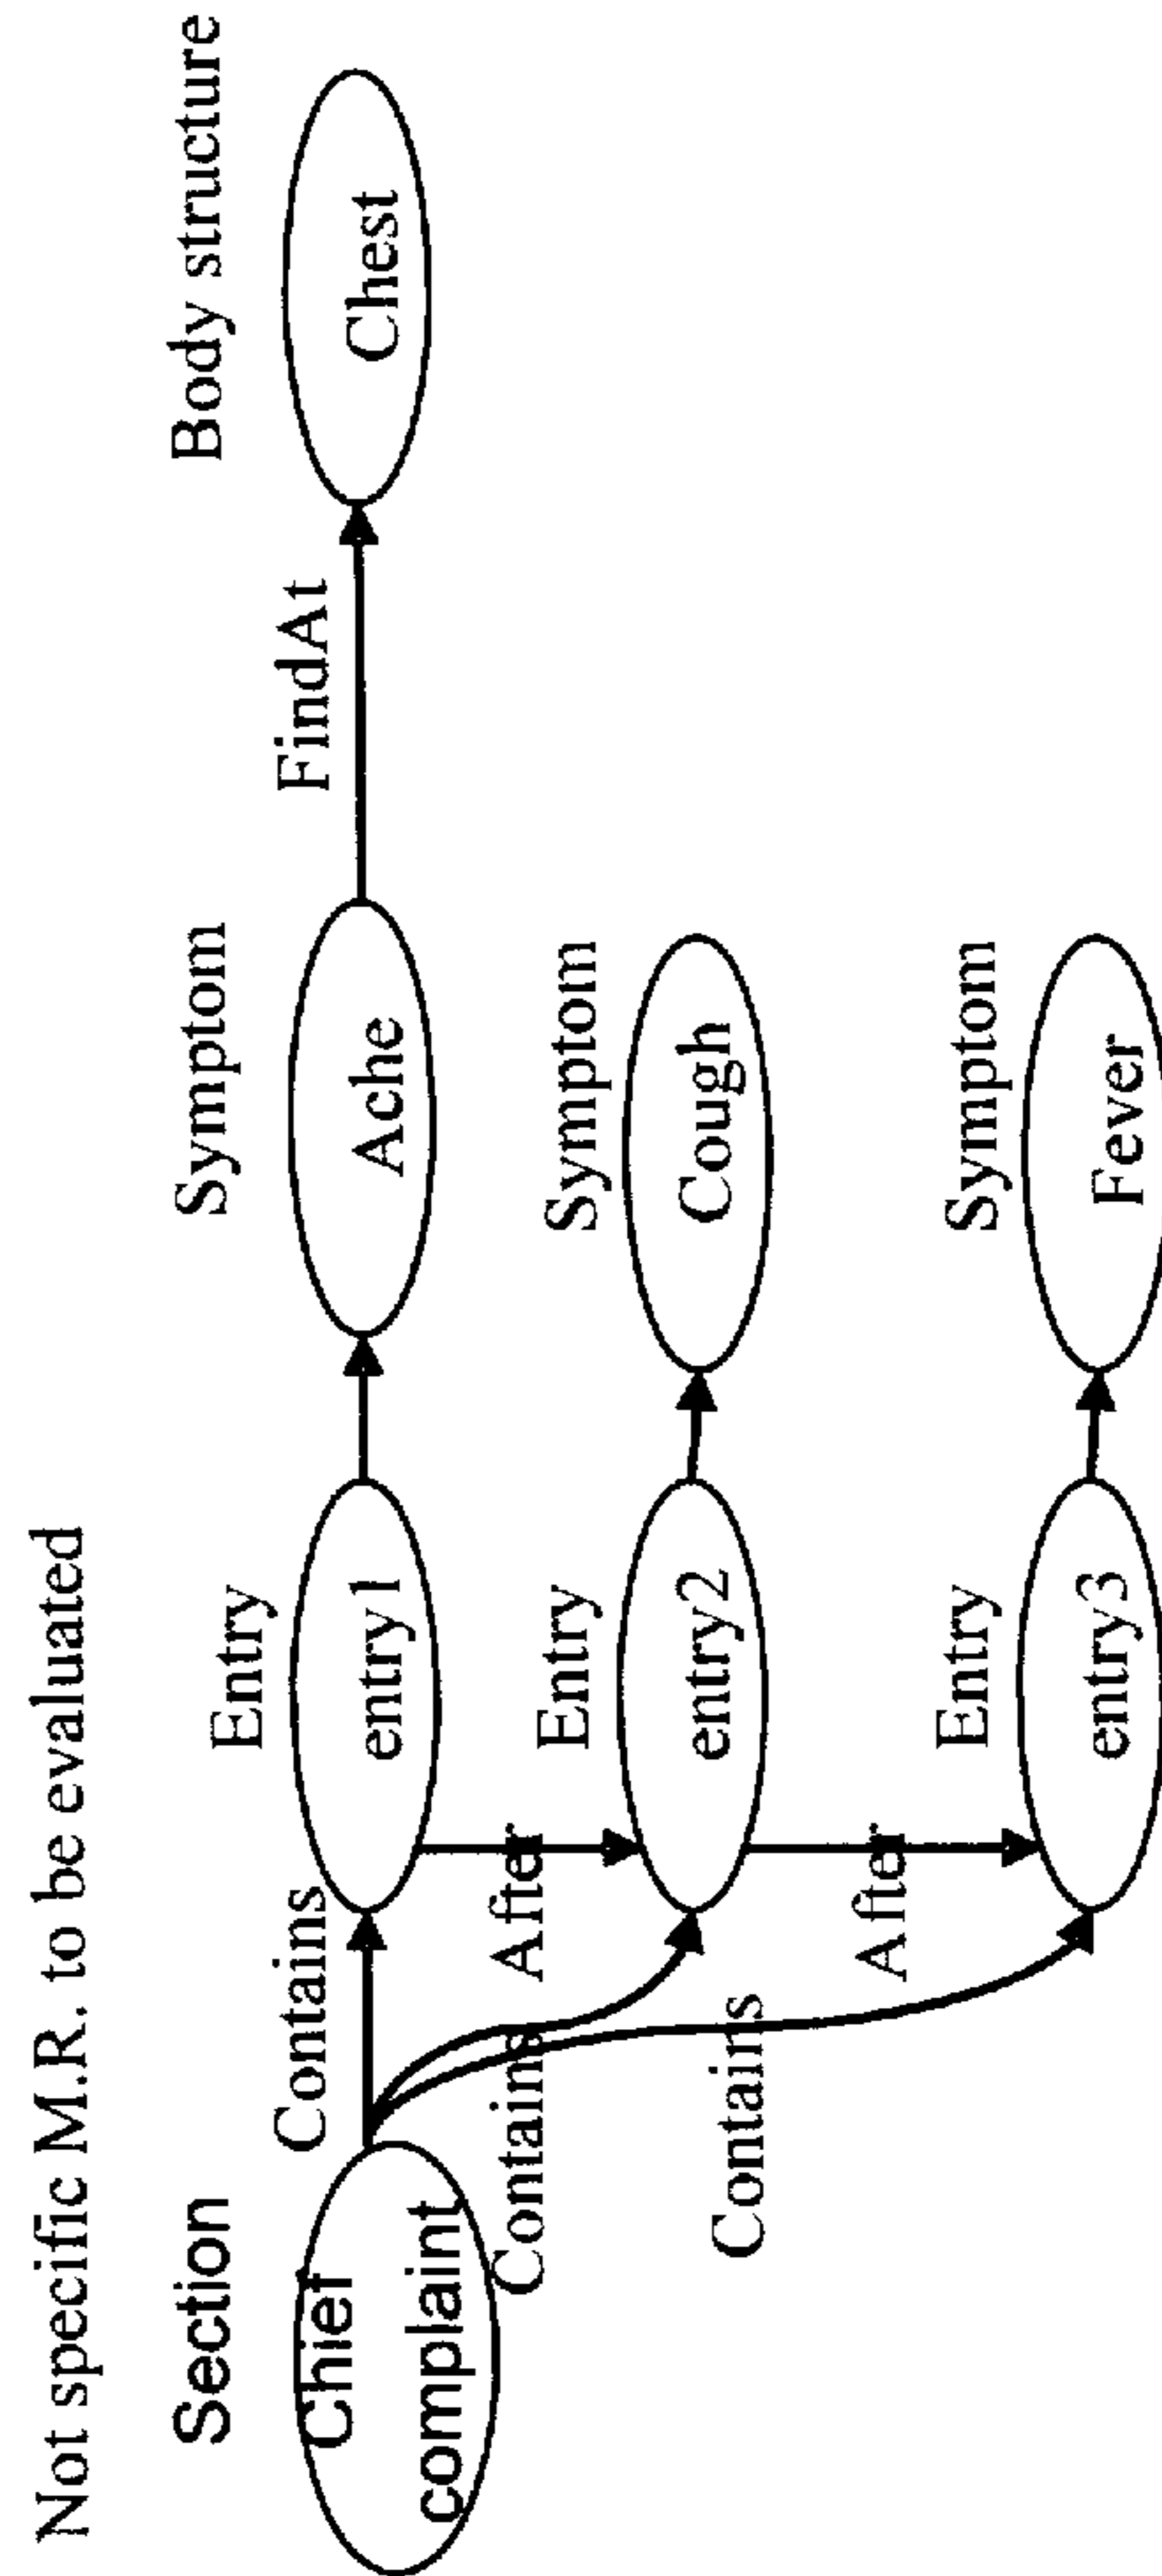 Not specific M.R. to be evaluated
Section
Chief
complaint
Contains
Entry
entry1
Symptom
Ache
FindAt
Body structure
Chest
After
Contains
Entry
entry2
Symptom
Cough
After
Contains
Entry
entry3
Symptom
Fever